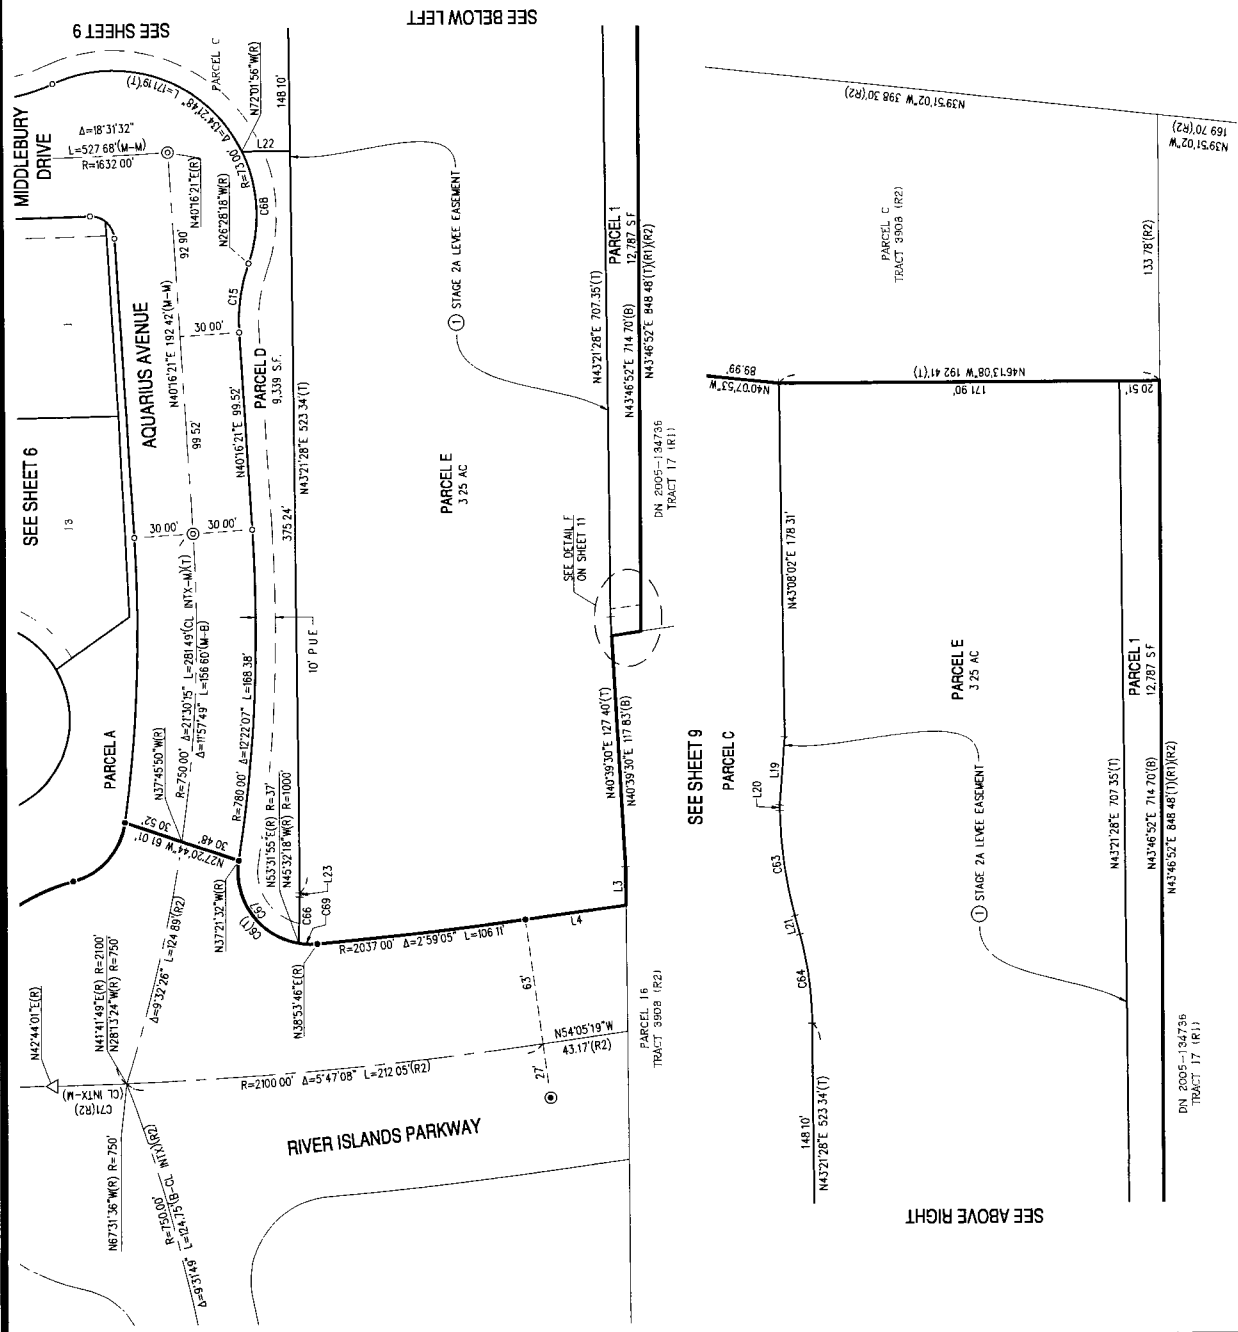 SEE SHEET 9
SEE BELOW LEFT
MIDDLEBURY
DRIVE
Δ=18°31'32"
L=527 68'(M-M)
R=1632 00'
N40°16'21"E(R)
N26°28'18"W(R)
R=73.00' Δ=134°21'48" L=171.19'(T)
PARCEL C
N72°01'56"W(R)
148 10'
L22
C68
C15
92 90'
N40°16'21"E 192 42'(M-M)
AQUARIUS AVENUE
30 00'
99 52'
N40°16'21"E 99.52'
PARCEL D
9,339 S.F.
N43°21'28"E 523 34'(T)
375 24'
SEE SHEET 6
1
13
30 00'
30 00'
PARCEL A
R=750.00' Δ=21°30'15" L=281 49'(CL INTX-M)(T)
Δ=11°57'49" L=156 60'(M-B)
N37°45'50"W(R)
R=780 00' Δ=12°22'07" L=168.38'
10' P U E
30 52'
30 48'
N27°20'44"W 61 01'
N37°21'32"W(R)
N53°31'55"E(R) R=37'
N45°32'18"W(R) R=1000'
C67
C6(T)
C66
C69
L23
N38°53'46"E(R)
R=2037 00' Δ=2°59'05" L=106 11'
L4
L3
1 STAGE 2A LEVEE EASEMENT
PARCEL E
3 25 AC
N43°21'28"E 707.35'(T)
PARCEL 1
12,787 S F
N43°46'52"E 714 70'(B)
N43°46'52"E 848 48'(T)(R1)(R2)
DN 2005-134736
TRACT 17 (R1)
SEE DETAIL F
ON SHEET 11
N40°39'30"E 127 40'(T)
N40°39'30"E 117 83'(B)
Δ=9°32'26" L=124 89'(R2)
N42°44'01"E(R)
N41°41'49"E(R) R=2100'
N28°13'24"W(R) R=750'
C71(R2)
(CL INTX-M)
N67°31'36"W(R) R=750'
R=750.00'
Δ=9°31'49" L=124.75'(B-CL INTX)(R2)
R=2100 00' Δ=5°47'08" L=212 05'(R2)
63'
27'
N54°05'19"W
43.17'(R2)
PARCEL 16
TRACT 3908 (R2)
RIVER ISLANDS PARKWAY
N39°51'02"W 398 30'(R2)
N39°51'02"W
169 70'(R2)
PARCEL C
TRACT 3908 (R2)
133 78'(R2)
N40°07'53"W
89.99'
N46°13'08"W 192 41'(T)
171 90'
20 51'
N43°08'02"E 178 31'
SEE SHEET 9
PARCEL C
L19
L20
C63
L21
C64
PARCEL E
3 25 AC
1 STAGE 2A LEVEE EASEMENT
PARCEL 1
12,787 S F
N43°21'28"E 707 35'(T)
N43°46'52"E 714 70'(B)
N43°46'52"E 848 48'(T)(R1)(R2)
148 10'
N43°21'28"E 523 34'(T)
DN 2005-134736
TRACT 17 (R1)
SEE ABOVE RIGHT